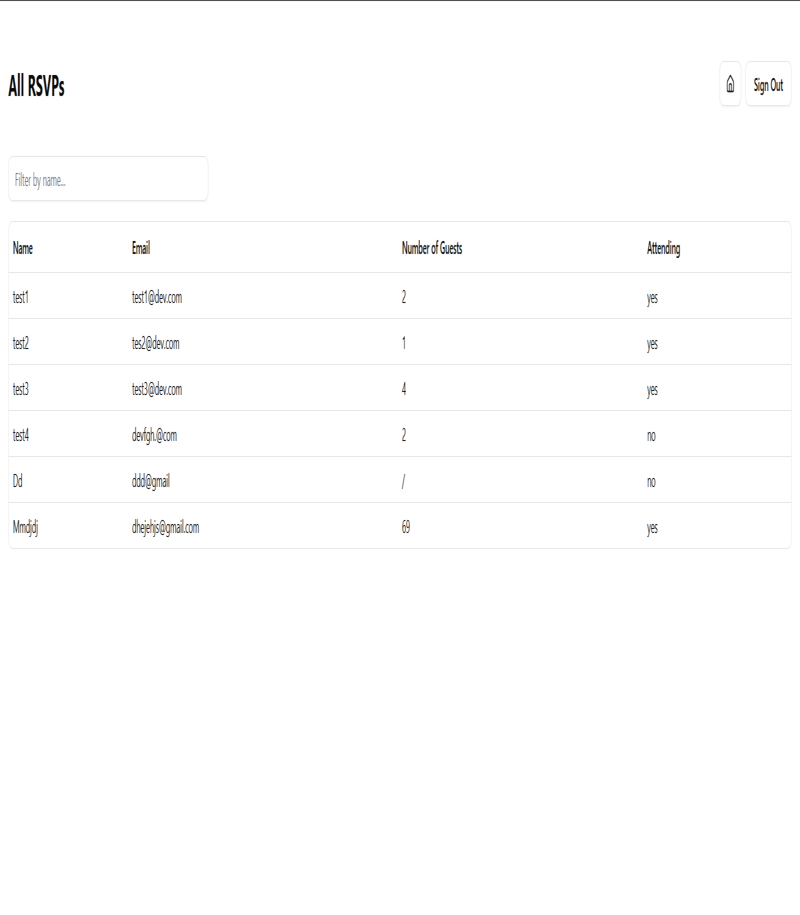 All RSVPs
Sign Out
Filter by name...
Name Email Number of Guests Attending
test1 test1@dev.com 2 yes
test2 tes2@dev.com 1 yes
test3 test3@dev.com 4 yes
test4 devfgh.@com 2 no
Dd ddd@gmail / no
Mmdjdj dhejehjs@gmail.com 69 yes